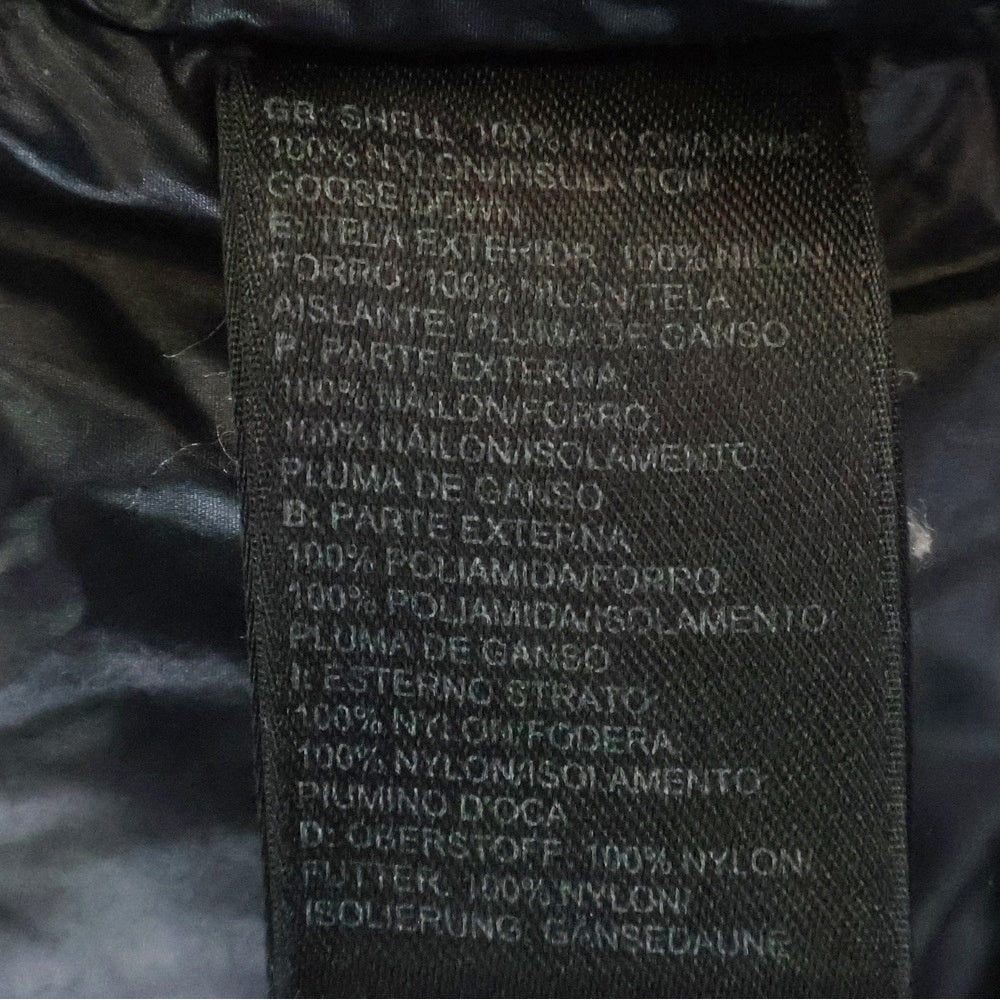 GB: SHELL: 100% NYLON/LINING:
100% NYLON/INSULATION:
GOOSE DOWN
E: TELA EXTERIOR: 100% NILON/
FORRO: 100% NILON/TELA
AISLANTE: PLUMA DE GANSO
P: PARTE EXTERNA:
100% NAILON/FORRO:
100% NAILON/ISOLAMENTO:
PLUMA DE GANSO
B: PARTE EXTERNA:
100% POLIAMIDA/FORRO:
100% POLIAMIDA/ISOLAMENTO:
PLUMA DE GANSO
I: ESTERNO STRATO:
100% NYLON/FODERA:
100% NYLON/ISOLAMENTO:
PIUMINO D'OCA
D: OBERSTOFF: 100% NYLON/
FUTTER: 100% NYLON/
ISOLIERUNG: GÄNSEDAUNE